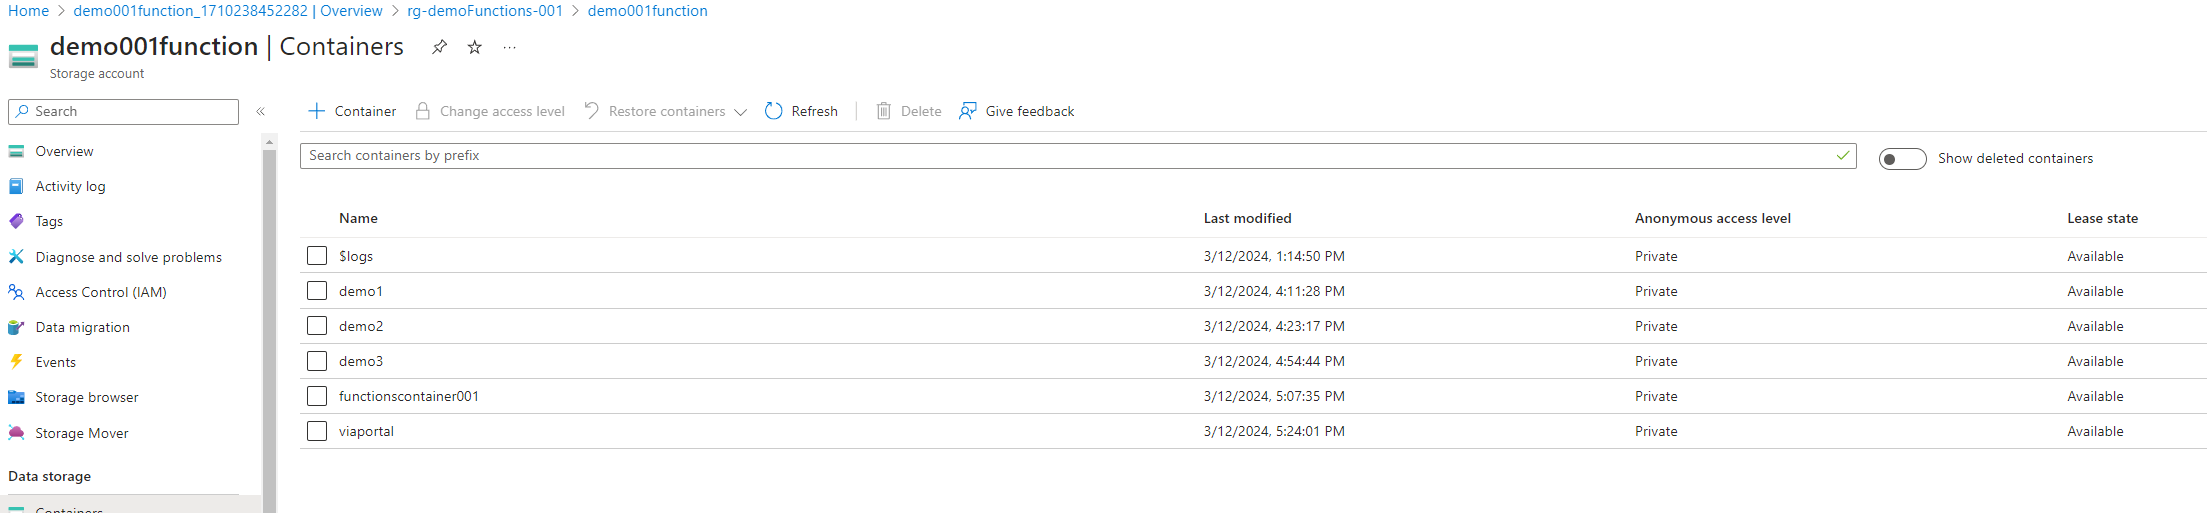 Home > demo001function_1710238452282 | Overview > rg-demoFunctions-001 > demo001function
demo001function | Containers
Storage account
Search
Container
Change access level
Restore containers
Refresh
Delete
Give feedback
Overview
Activity log
Tags
Diagnose and solve problems
Access Control (IAM)
Data migration
Events
Storage browser
Storage Mover
Data storage
Containers
Search containers by prefix
Show deleted containers
Name Last modified Anonymous access level Lease state
$logs 3/12/2024, 1:14:50 PM Private Available
demo1 3/12/2024, 4:11:28 PM Private Available
demo2 3/12/2024, 4:23:17 PM Private Available
demo3 3/12/2024, 4:54:44 PM Private Available
functionscontainer001 3/12/2024, 5:07:35 PM Private Available
viaportal 3/12/2024, 5:24:01 PM Private Available